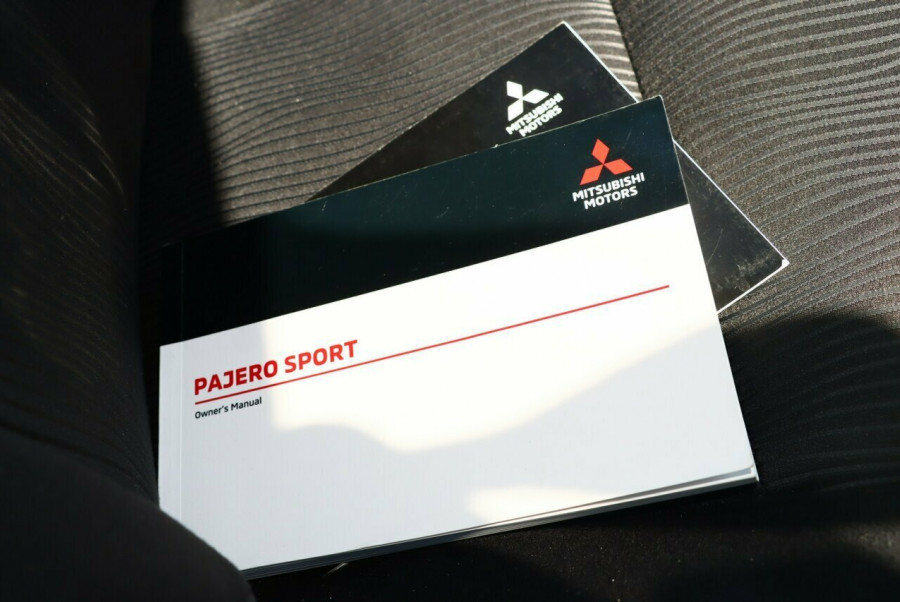 MITSUBISHI
MOTORS
MITSUBISHI
MOTORS
PAJERO SPORT
Owner's Manual